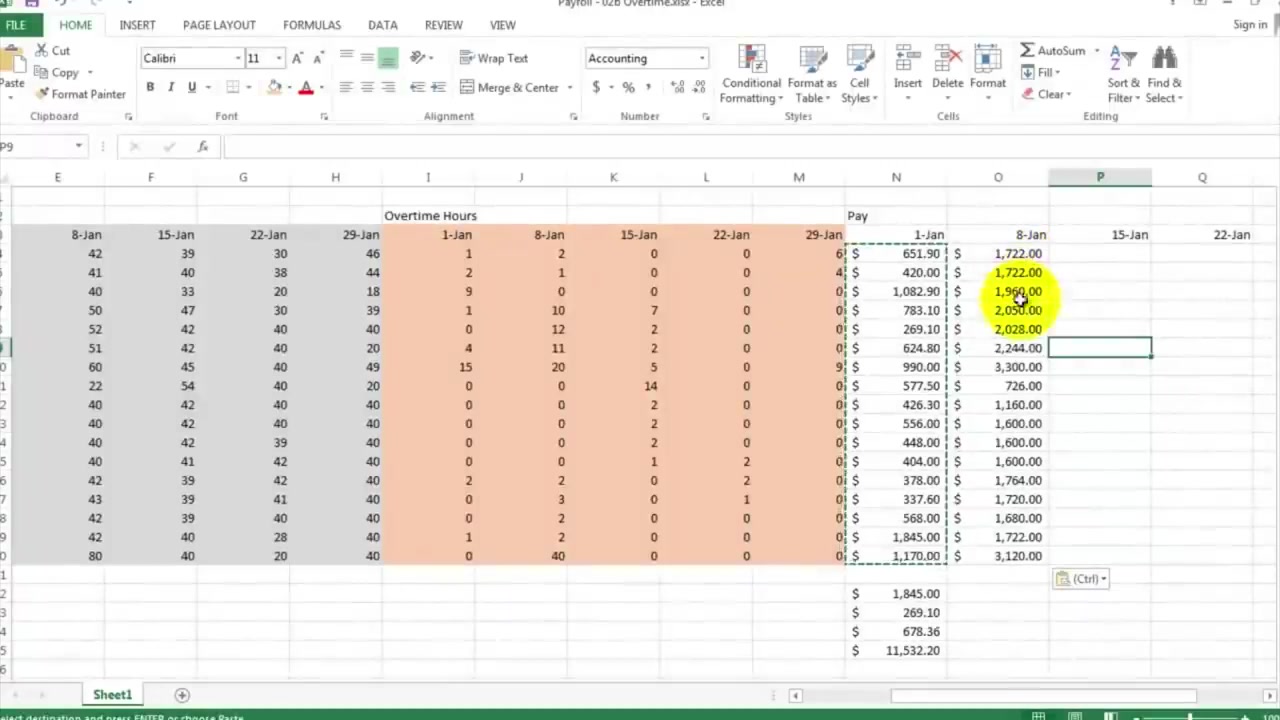 Payroll - 02b Overtime.xlsx - Excel
FILE HOME INSERT PAGE LAYOUT FORMULAS DATA REVIEW VIEW Sign in
Cut Calibri 11 Wrap Text Accounting AutoSum
Copy Fill
Paste Format Painter B I U Merge & Center $ % , Conditional Formatting Format as Table Cell Styles Insert Delete Format Clear Sort & Filter Find & Select
Clipboard Font Alignment Number Styles Cells Editing
P9 fx
E F G H I J K L M N O P Q
Overtime Hours Pay
8-Jan 15-Jan 22-Jan 29-Jan 1-Jan 8-Jan 15-Jan 22-Jan 29-Jan 1-Jan 8-Jan 15-Jan 22-Jan
42 39 30 46 1 2 0 0 6 $ 651.90 $ 1,722.00
41 40 38 44 2 1 0 0 4 $ 420.00 $ 1,722.00
40 33 20 18 9 0 0 0 0 $ 1,082.90 $ 1,960.00
50 47 30 39 1 10 7 0 0 $ 783.10 $ 2,050.00
52 42 40 40 0 12 2 0 0 $ 269.10 $ 2,028.00
51 42 40 20 4 11 2 0 0 $ 624.80 $ 2,244.00
60 45 40 49 15 20 5 0 9 $ 990.00 $ 3,300.00
22 54 40 20 0 0 14 0 0 $ 577.50 $ 726.00
40 42 40 40 0 0 2 0 0 $ 426.30 $ 1,160.00
40 42 40 40 0 0 2 0 0 $ 556.00 $ 1,600.00
40 42 39 40 0 0 2 0 0 $ 448.00 $ 1,600.00
40 41 42 40 0 0 1 2 0 $ 404.00 $ 1,600.00
42 39 42 40 2 2 0 2 0 $ 378.00 $ 1,764.00
43 39 41 40 0 3 0 1 0 $ 337.60 $ 1,720.00
42 39 40 40 0 2 0 0 0 $ 568.00 $ 1,680.00
42 40 28 40 1 2 0 0 0 $ 1,845.00 $ 1,722.00
80 40 20 40 0 40 0 0 0 $ 1,170.00 $ 3,120.00
(Ctrl)
$ 1,845.00
$ 269.10
$ 678.36
$ 11,532.20
Sheet1
elect destination and press ENTER or choose Paste